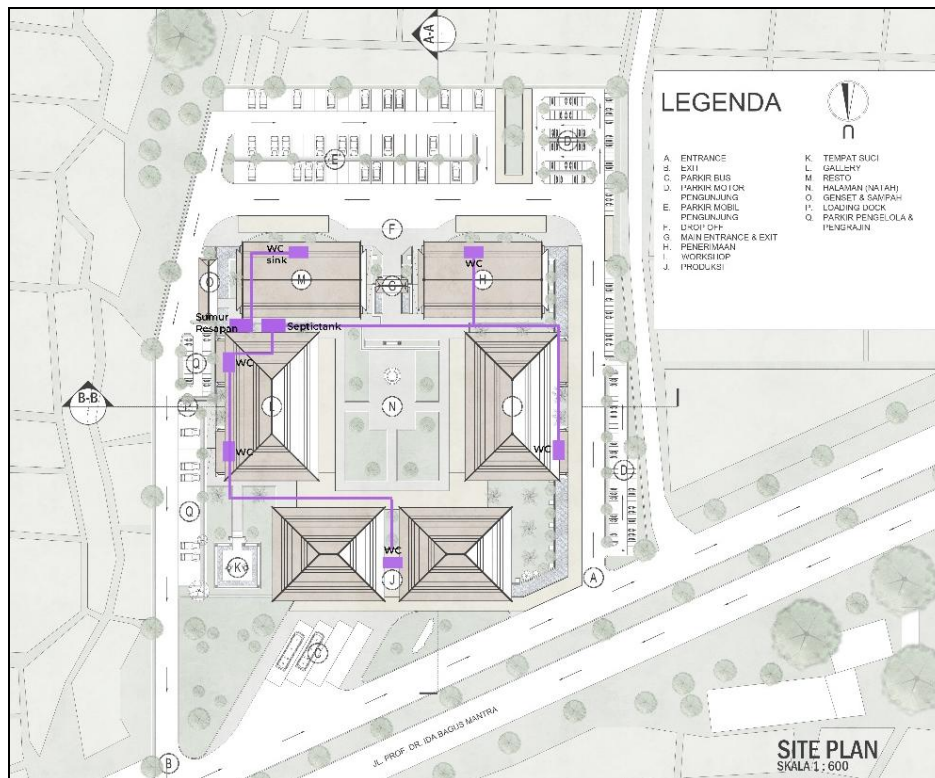 A-A
LEGENDA
n
A. ENTRANCE
B. EXIT
C. PARKIR BUS
D. PARKIR MOTOR
PENGUNJUNG
E. PARKIR MOBIL
PENGUNJUNG
F. DROP OFF
G. MAIN ENTRANCE & EXIT
H. PENERIMAAN
I. WORKSHOP
J. PRODUKSI
K. TEMPAT SUCI
L. GALLERY
M. RESTO
N. HALAMAN (NATAH)
O. GENSET & SAMPAH
P. LOADING DOCK
Q. PARKIR PENGELOLA &
PENGRAJIN
D
E
F
WC
sink
M
G
WC
H
O
Sumur
Resapan
Septictank
Q
WC
B-B
L
N
WC
WC
D
Q
WC
K
J
A
C
JL. PROF. DR. IDA BAGUS MANTRA
B
SITE PLAN
SKALA 1 : 600